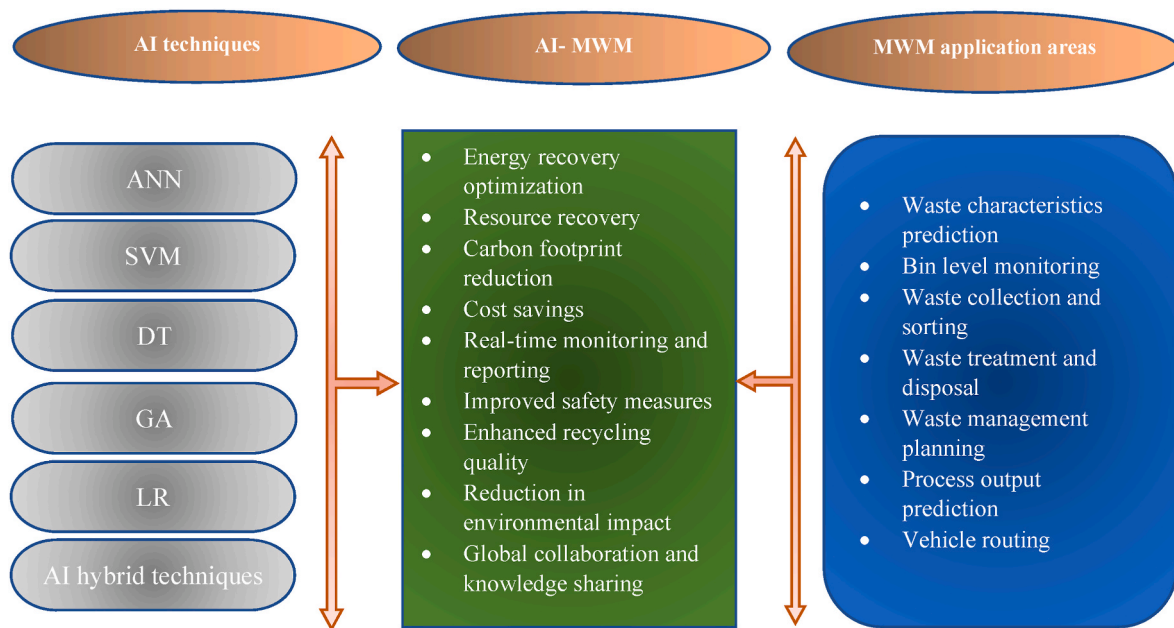 AI techniques
AI- MWM
MWM application areas
ANN
SVM
DT
GA
LR
AI hybrid techniques
• Energy recovery
optimization
• Resource recovery
• Carbon footprint
reduction
• Cost savings
• Real-time monitoring and
reporting
• Improved safety measures
• Enhanced recycling
quality
• Reduction in
environmental impact
• Global collaboration and
knowledge sharing
• Waste characteristics
prediction
• Bin level monitoring
• Waste collection and
sorting
• Waste treatment and
disposal
• Waste management
planning
• Process output
prediction
• Vehicle routing